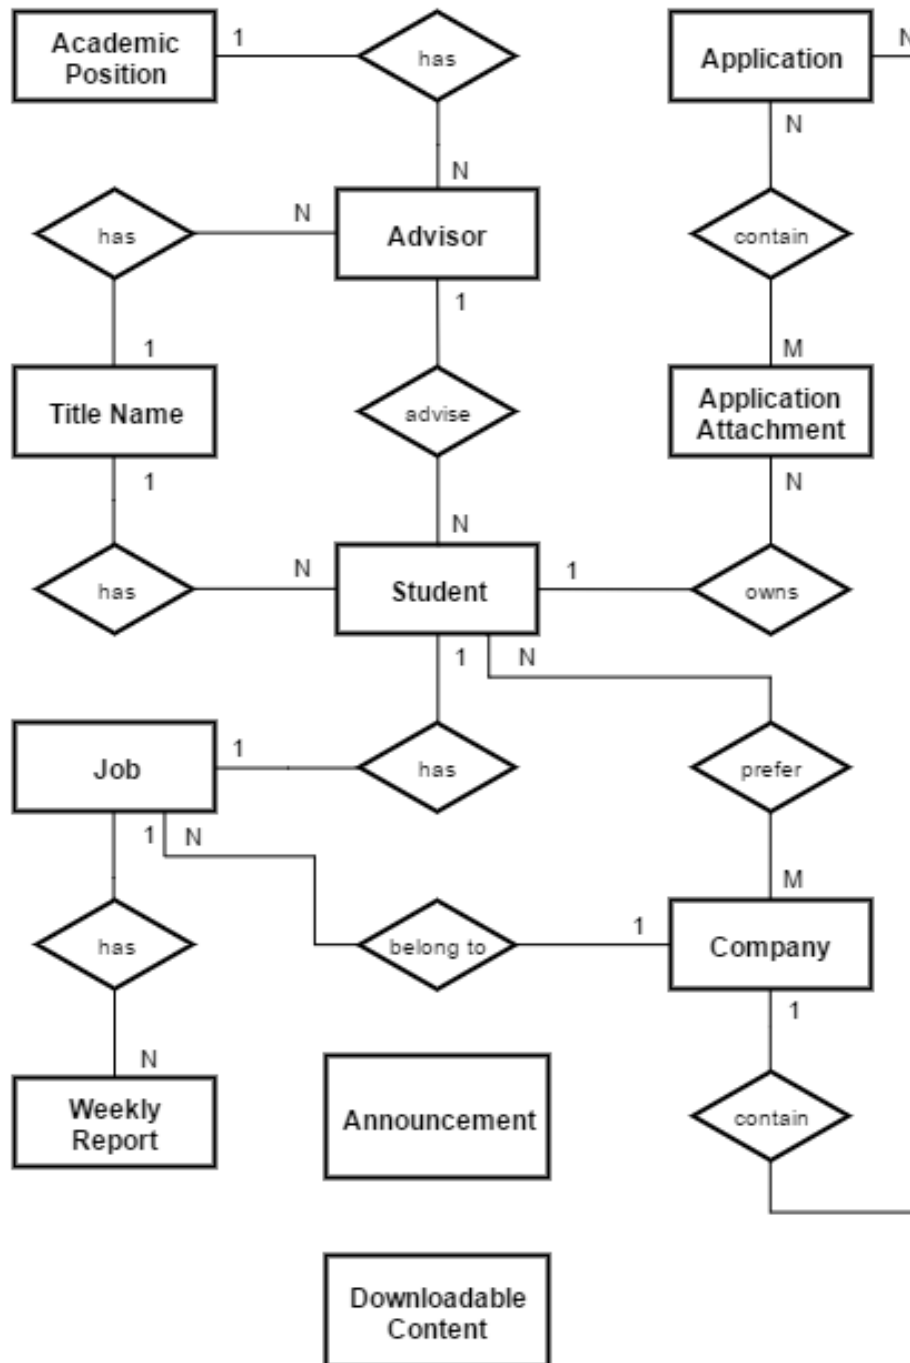 Academic
Position
1
has
Application
N
N
N
has
N
Advisor
contain
1
1
M
Title Name
advise
Application
Attachment
1
N
N
has
N
Student
1
owns
1
N
Job
1
has
prefer
1
N
M
has
belong to
1
Company
1
N
Weekly
Report
Announcement
contain
Downloadable
Content